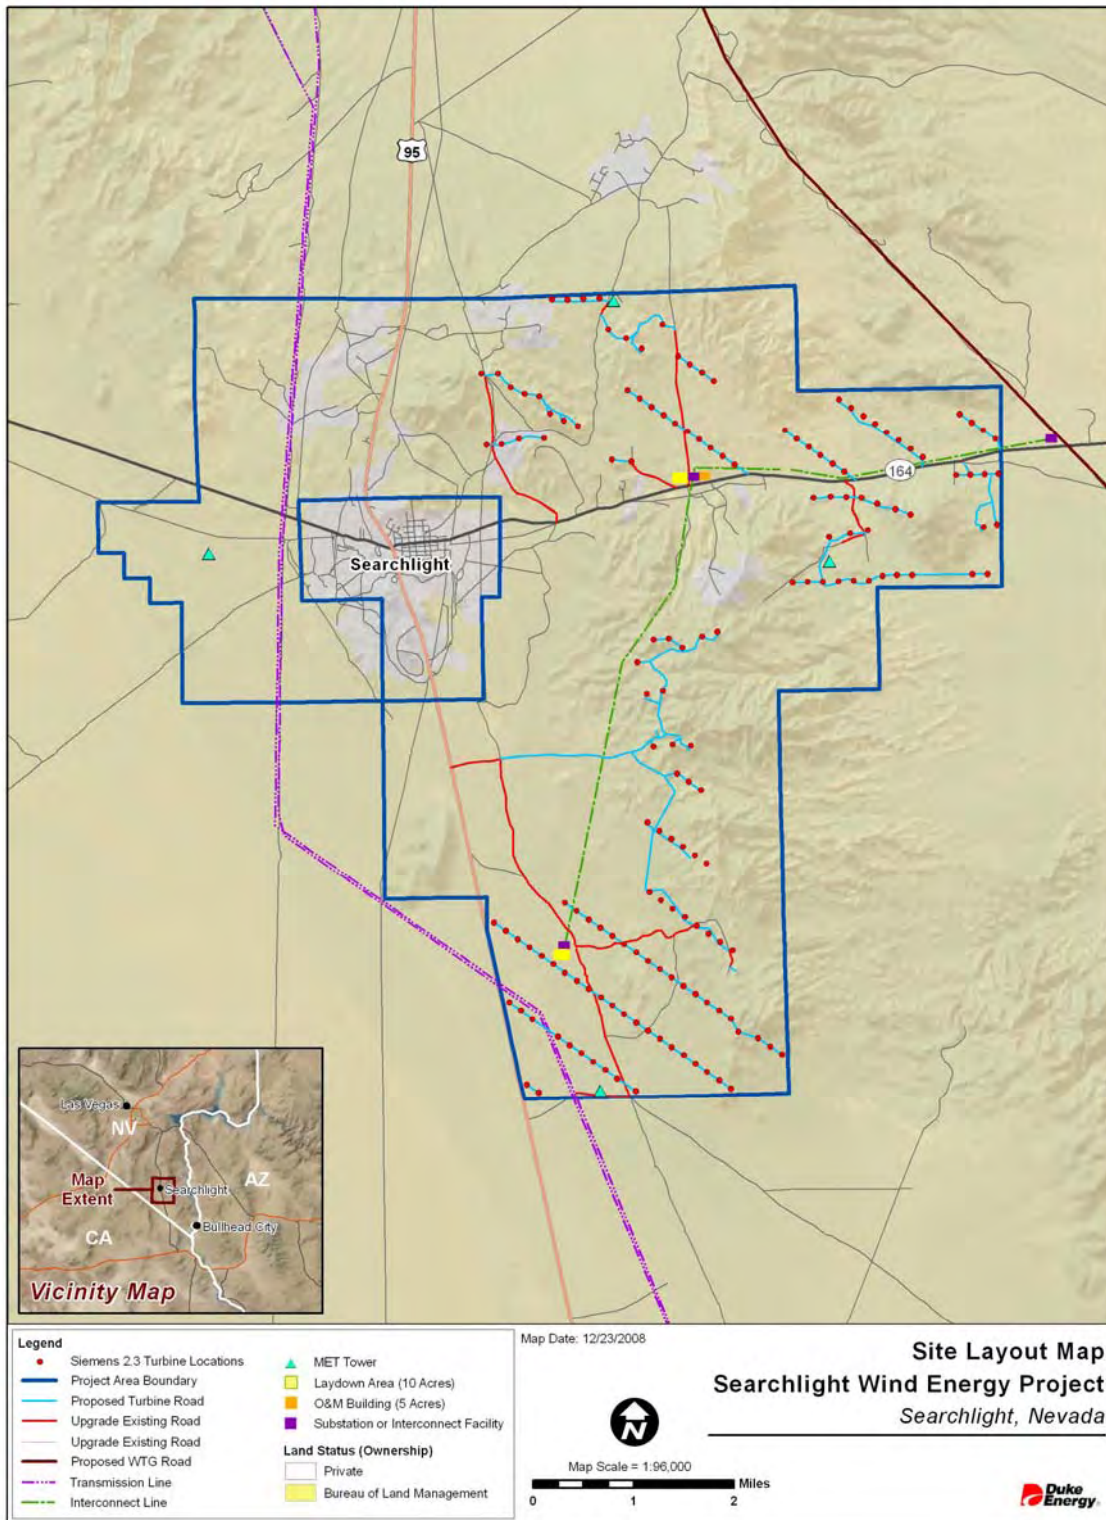 95
164
Searchlight
Las Vegas
NV
Map
Extent
Searchlight
AZ
CA
Bullhead City
Vicinity Map
Legend
Siemens 2.3 Turbine Locations
Project Area Boundary
Proposed Turbine Road
Upgrade Existing Road
Upgrade Existing Road
Proposed WTG Road
Transmission Line
Interconnect Line
MET Tower
Laydown Area (10 Acres)
O&M Building (5 Acres)
Substation or Interconnect Facility
Land Status (Ownership)
Private
Bureau of Land Management
Map Date: 12/23/2008
N
Map Scale = 1:96,000
Miles
0 1 2
Site Layout Map
Searchlight Wind Energy Project
Searchlight, Nevada
Duke
Energy®